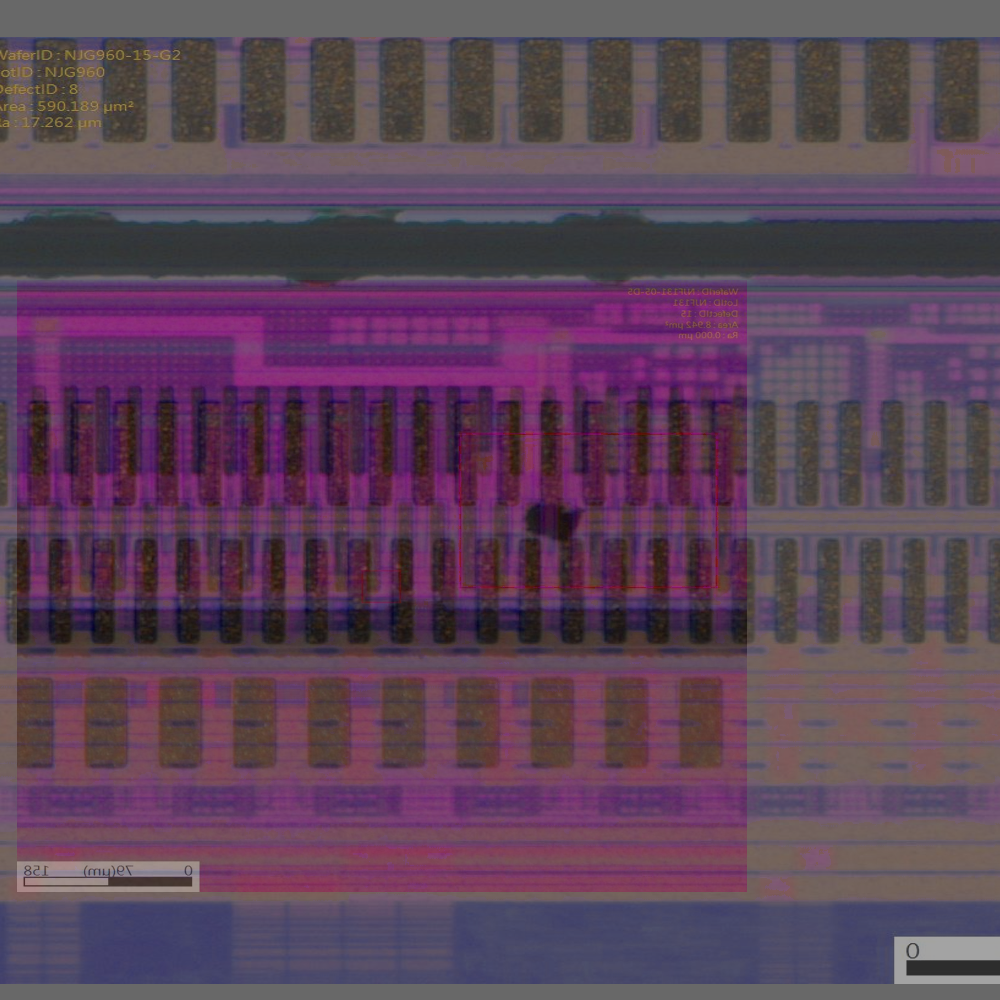 WaferID : NJG960-15-G2
LotID : NJG960
DefectID : 8
Area : 590.189 μm²
Ra : 17.262 μm
WaferID : NJF131-05-D5
LotID : NJF131
DefectID : 15
Area : 8.942 μm²
Ra : 0.000 μm
0 79(μm) 158
0